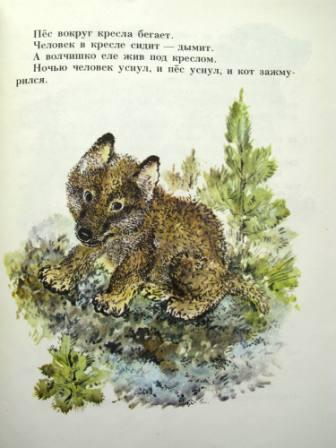 Пёс вокруг кресла бегает.
Человек в кресле сидит — дымит.
А волчишко еле жив под креслом.
Ночью человек уснул, и пёс уснул, и кот зажму-
рился.